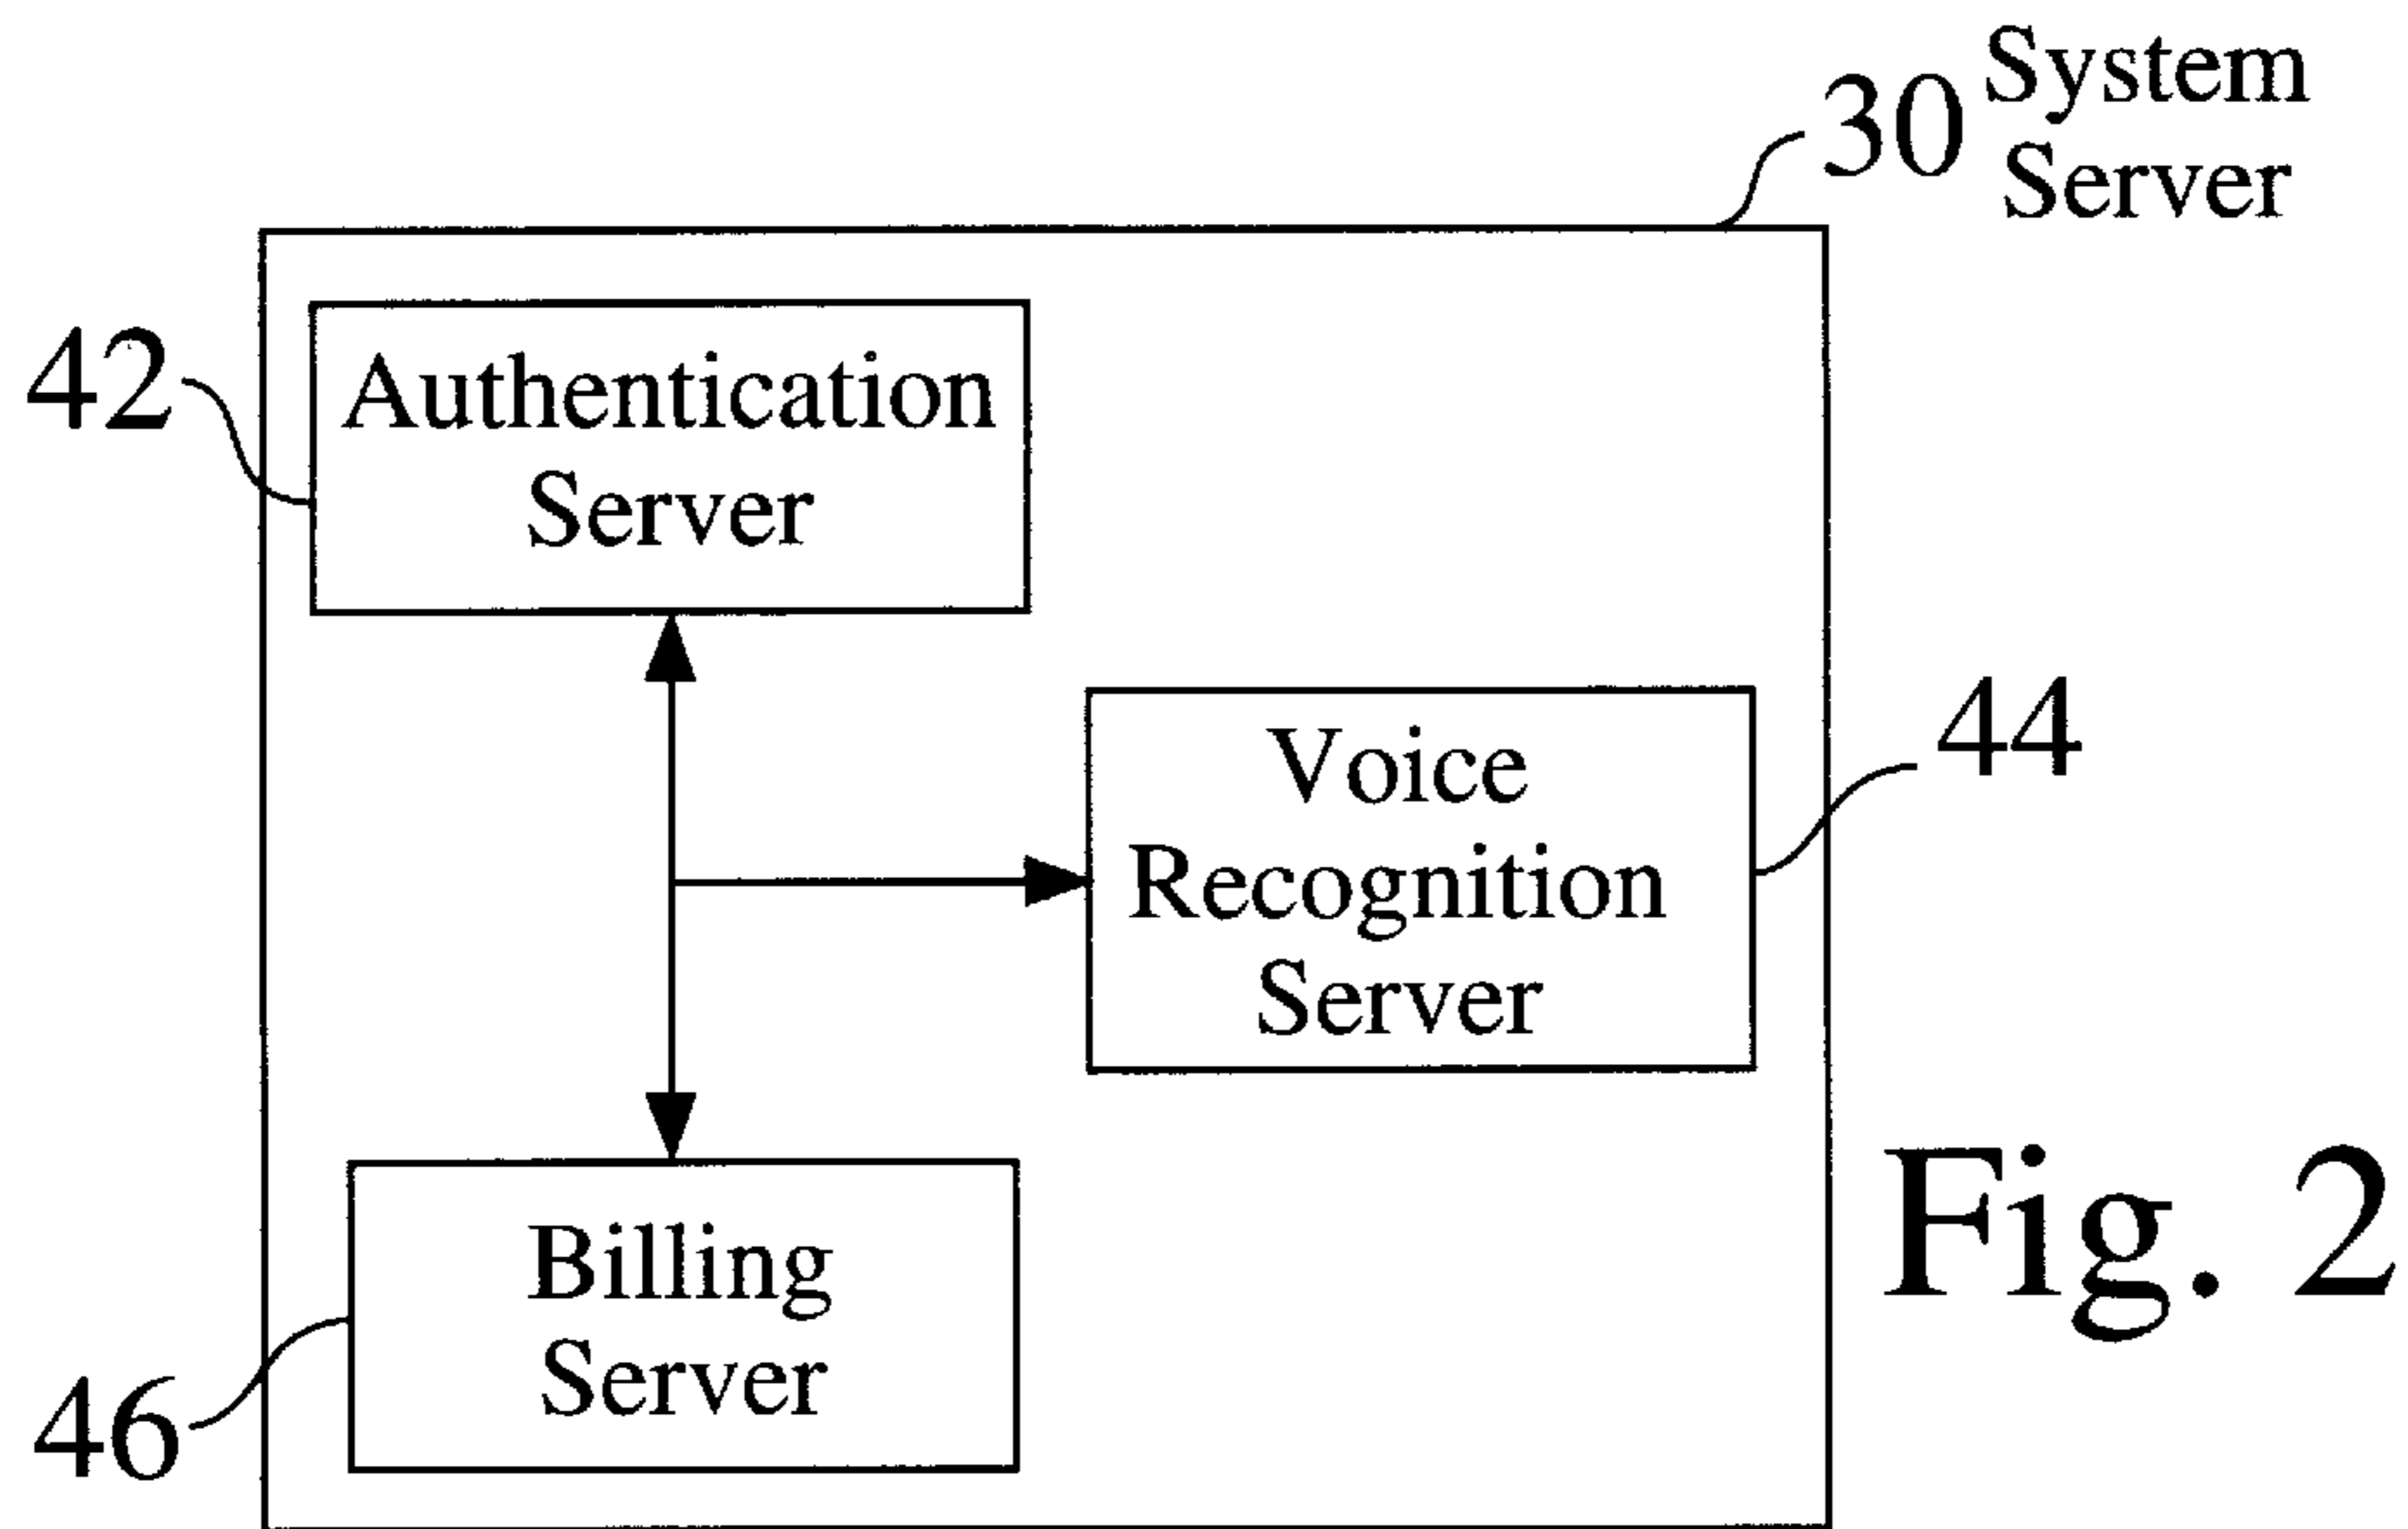 30 System
Server
42
Authentication
Server
44
Voice
Recognition
Server
Fig. 2
46
Billing
Server